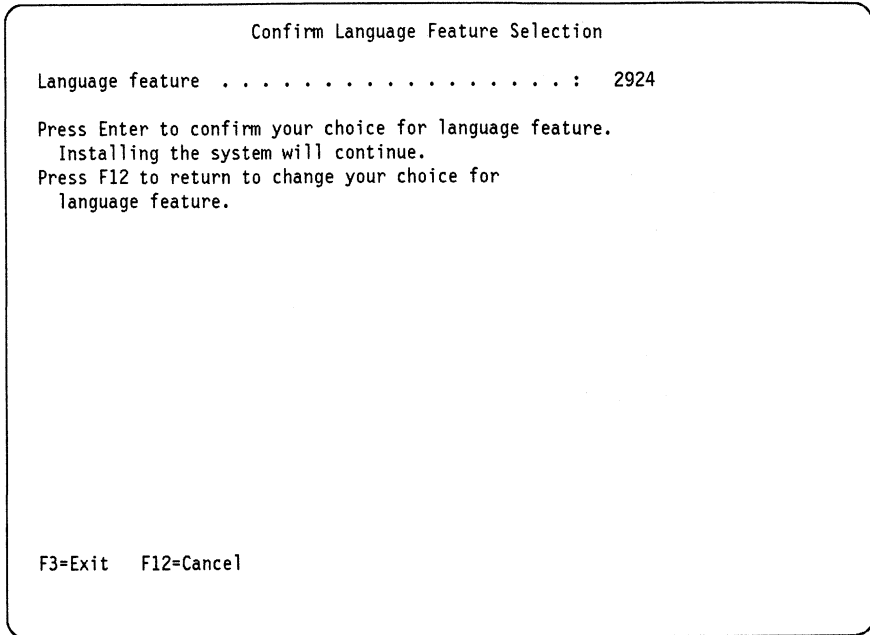 Confirm Language Feature Selection
Language feature . . . . . . . . . . . . . . . . . : 2924
Press Enter to confirm your choice for language feature.
Installing the system will continue.
Press F12 to return to change your choice for
language feature.
F3=Exit F12=Cancel